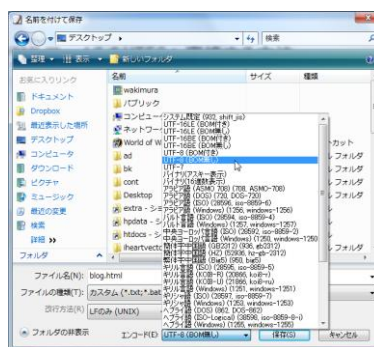 名前を付けて保存
デスクトップ
検索
整理
表示
新しいフォルダ
お気に入りリンク
名前
サイズ
種類
ドキュメント
Dropbox
最近表示した場所
デスクトップ
コンピュータ
ダウンロード
ピクチャ
ミュージック
最近の変更
検索
詳細 »
フォルダ
wakimura
パブリック
コンピュー
ネットワー
World of W
ad
bk
cont
Desktop
extra - ショ
hpdata - シ
htdocs - シ
iheartvecto
システム既定 (932, shift_jis)
UTF-16LE (BOM付き)
UTF-16LE (BOM無し)
UTF-16BE (BOM付き)
UTF-16BE (BOM無し)
UTF-8 (BOM付き)
UTF-8 (BOM無し)
UTF-7
バイナリ(アスキー表示)
バイナリ(16進数表示)
アラビア語 (ASMO 708) (708, ASMO-708)
アラビア語 (DOS) (720, DOS-720)
アラビア語 (ISO) (28596, iso-8859-6)
アラビア語 (Windows) (1256, windows-1256)
バルト言語 (ISO) (28594, iso-8859-4)
バルト言語 (Windows) (1257, windows-1257)
中央ヨーロッパ言語 (ISO) (28592, iso-8859-2)
中央ヨーロッパ言語 (Windows) (1250, windows-1250)
簡体字中国語 (GB2312) (936, gb2312)
簡体字中国語 (HZ) (52936, hz-gb-2312)
繁体字中国語 (Big5) (950, big5)
キリル言語 (ISO) (28595, iso-8859-5)
キリル言語 (KOI8-R) (20866, koi8-r)
キリル言語 (KOI8-U) (21866, koi8-ru)
キリル言語 (Windows) (1251, windows-1251)
ギリシャ語 (ISO) (28597, iso-8859-7)
ギリシャ語 (Windows) (1253, windows-1253)
ヘブライ語 (DOS) (862, DOS-862)
ヘブライ語 (ISO-Logical) (38598, iso-8859-8-i)
ヘブライ語 (Windows) (1255, windows-1255)
カット
フォルダ
ルフォルダ
ルフォルダ
ファイル名(N): blog.html
ファイルの種類(T): カスタム (*.txt;*.bat
改行方法(R) LFのみ (UNIX)
フォルダの非表示
エンコード(D) UTF-8 (BOM無し)
保存(S)
キャンセル